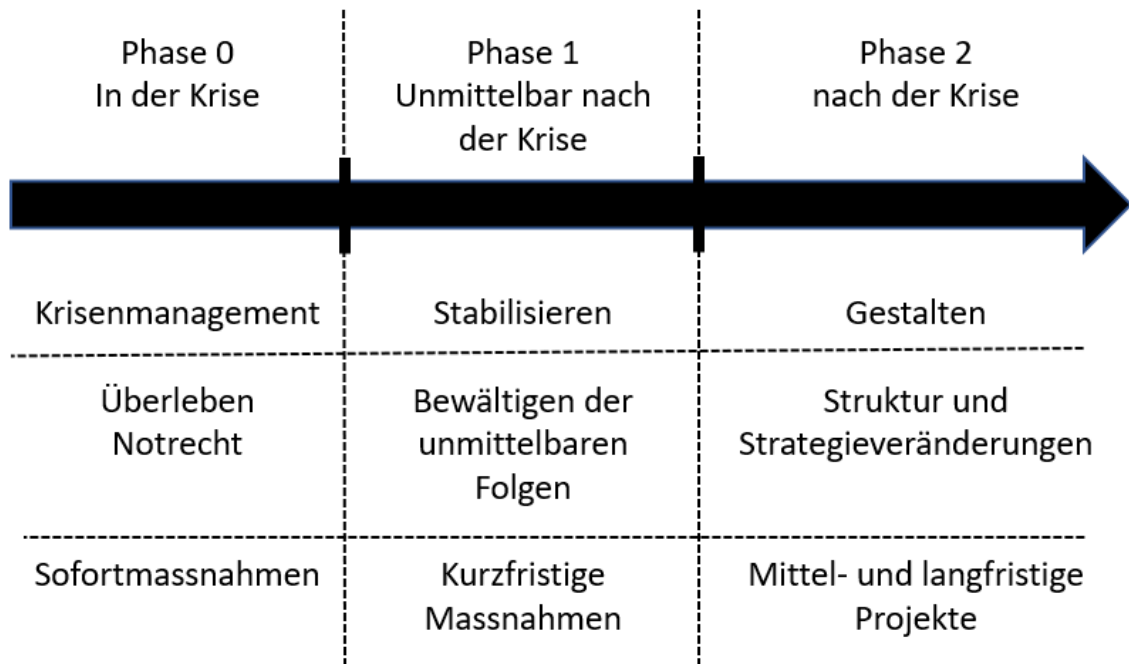 Phase 0
In der Krise
Phase 1
Unmittelbar nach
der Krise
Phase 2
nach der Krise
Krisenmanagement
Stabilisieren
Gestalten
Überleben
Notrecht
Bewältigen der
unmittelbaren
Folgen
Struktur und
Strategieveränderungen
Sofortmassnahmen
Kurzfristige
Massnahmen
Mittel- und langfristige
Projekte